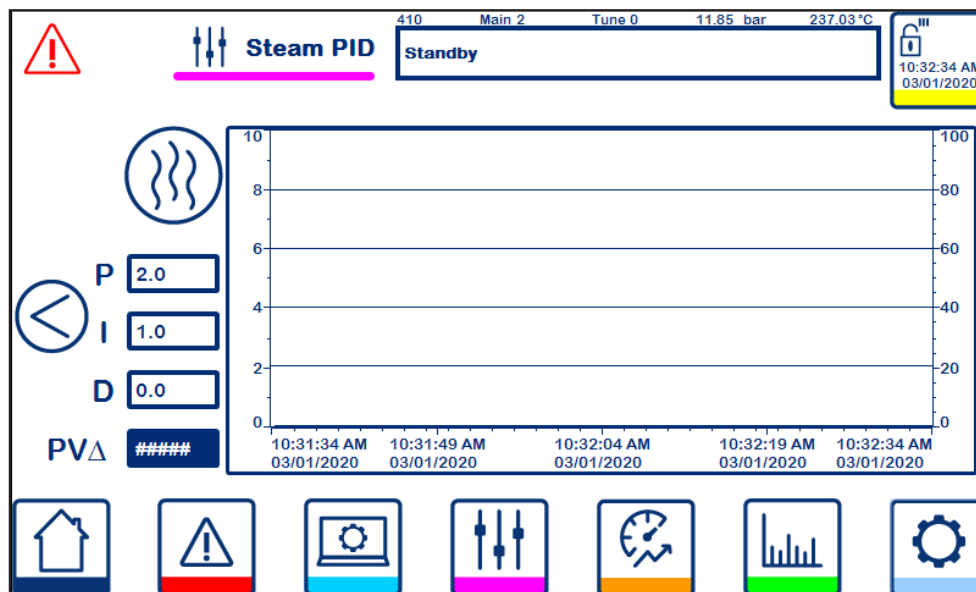 410 Main 2 Tune 0 11.85 bar 237.03 °C
Steam PID
Standby
10:32:34 AM
03/01/2020
10 100
8 80
6 60
P 2.0
4 40
I 1.0
2 20
D 0.0
0 0
10:31:34 AM 10:31:49 AM 10:32:04 AM 10:32:19 AM 10:32:34 AM
03/01/2020 03/01/2020 03/01/2020 03/01/2020 03/01/2020
PVΔ #####